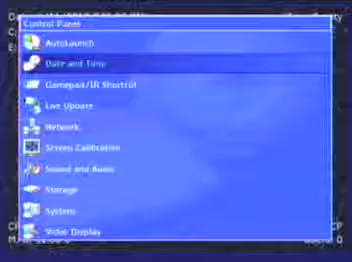 Control Panel
AutoLaunch
Date and Time
Gamepad/IR Shortcut
Live Update
Network
Screen Calibration
Sound and Audio
Storage
System
Video Display